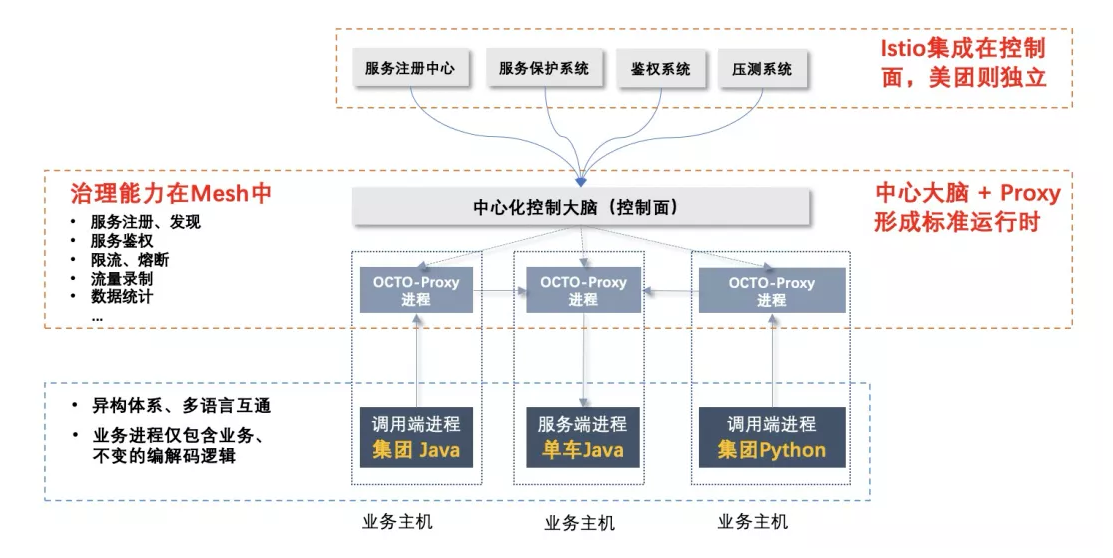 Istio集成在控制
面，美团则独立
服务注册中心
服务保护系统
鉴权系统
压测系统
治理能力在Mesh中
• 服务注册、发现
• 服务鉴权
• 限流、熔断
• 流量录制
• 数据统计
...
中心化控制大脑（控制面）
中心大脑 + Proxy
形成标准运行时
OCTO-Proxy
进程
OCTO-Proxy
进程
OCTO-Proxy
进程
• 异构体系、多语言互通
• 业务进程仅包含业务、
不变的编解码逻辑
调用端进程
集团 Java
服务端进程
单车Java
调用端进程
集团Python
业务主机
业务主机
业务主机